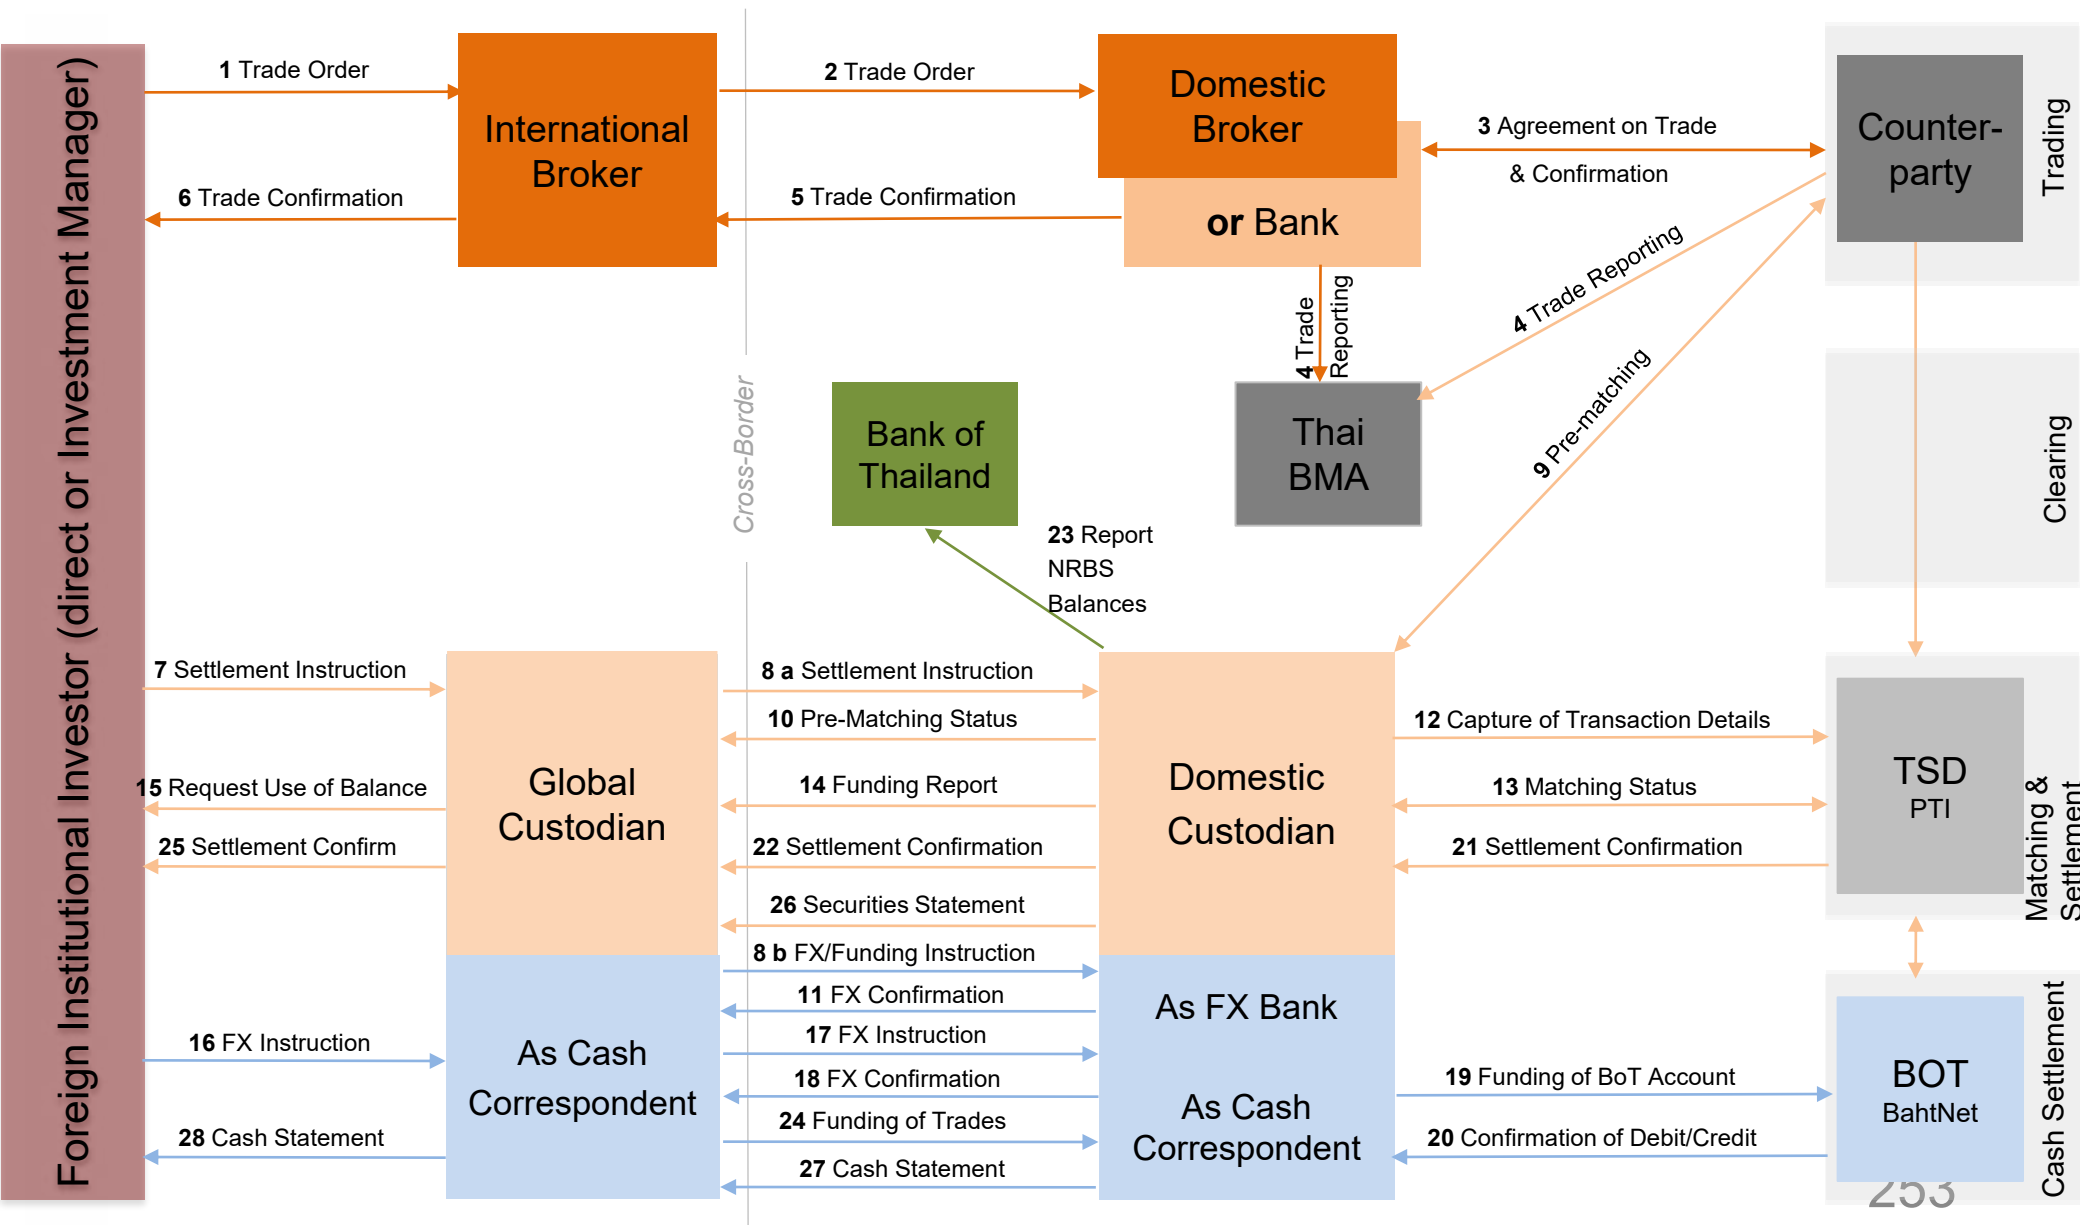 Foreign Institutional Investor (direct or Investment Manager)
1 Trade Order
International
Broker
2 Trade Order
Domestic
Broker
or Bank
3 Agreement on Trade
& Confirmation
Counter-
party
Trading
6 Trade Confirmation
5 Trade Confirmation
4 Trade
Reporting
4 Trade Reporting
9 Pre-matching
Cross-Border
Bank of
Thailand
Thai
BMA
Clearing
23 Report
NRBS
Balances
7 Settlement Instruction
8 a Settlement Instruction
10 Pre-Matching Status
12 Capture of Transaction Details
15 Request Use of Balance
Global
Custodian
14 Funding Report
Domestic
Custodian
13 Matching Status
TSD
PTI
Matching &
Settlement
25 Settlement Confirm
22 Settlement Confirmation
21 Settlement Confirmation
26 Securities Statement
8 b FX/Funding Instruction
11 FX Confirmation
As FX Bank
16 FX Instruction
As Cash
Correspondent
17 FX Instruction
18 FX Confirmation
19 Funding of BoT Account
BOT
BahtNet
Cash Settlement
24 Funding of Trades
As Cash
Correspondent
28 Cash Statement
20 Confirmation of Debit/Credit
27 Cash Statement
253